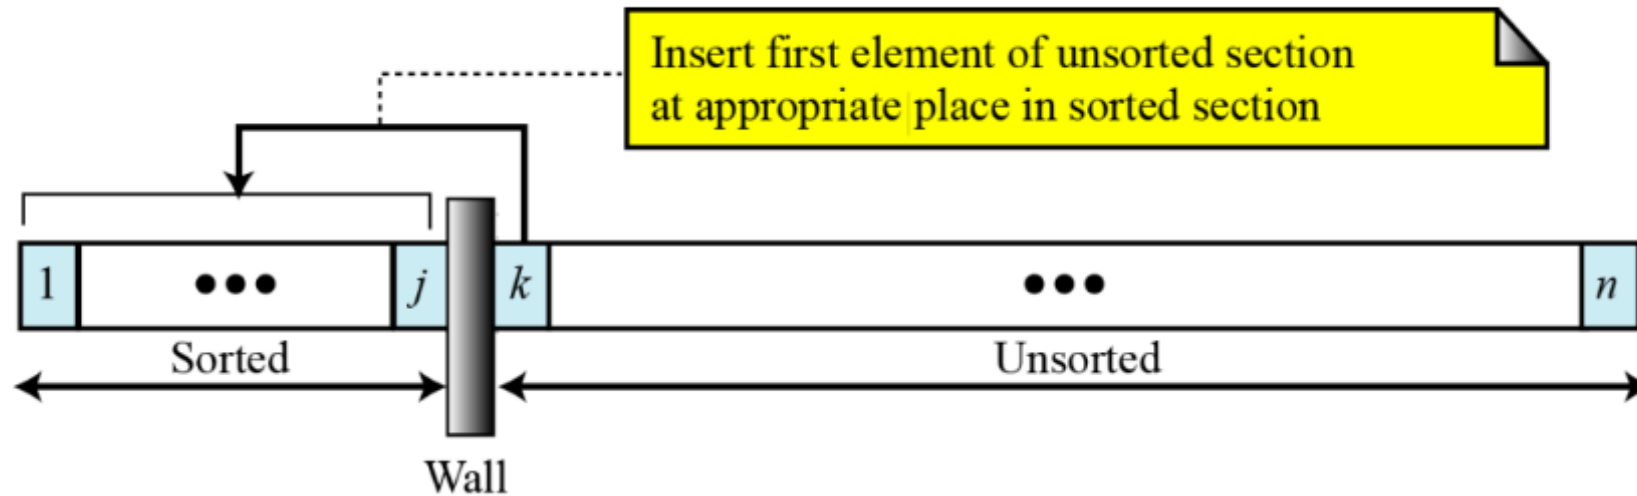 Insert first element of unsorted section
at appropriate place in sorted section
1 ••• j k ••• n
Sorted Unsorted
Wall